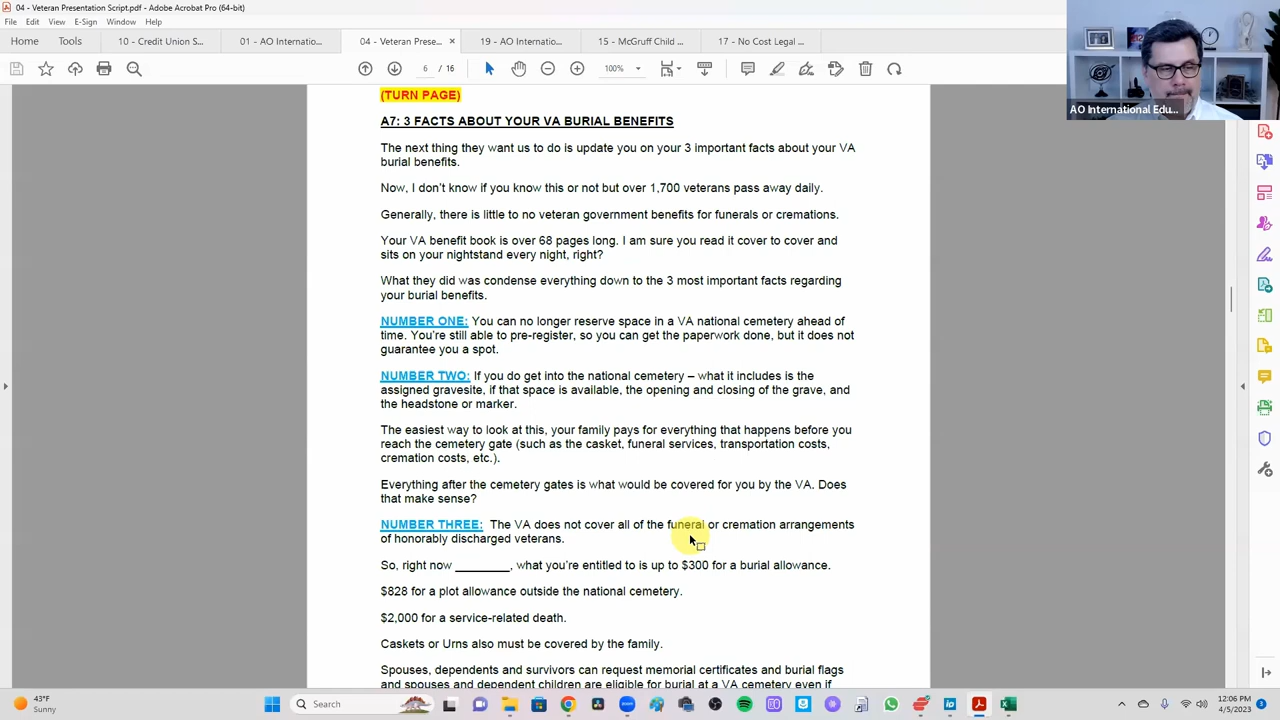 04 - Veteran Presentation Script.pdf - Adobe Acrobat Pro (64-bit)
File Edit View E-Sign Window Help
Home Tools 10 - Credit Union S... 01 - AO Internatio... 04 - Veteran Prese... 19 - AO Internatio... 15 - McGruff Child ... 17 - No Cost Legal ...
6 / 16 100%
AO International Edu...
(TURN PAGE)
A7: 3 FACTS ABOUT YOUR VA BURIAL BENEFITS
The next thing they want us to do is update you on your 3 important facts about your VA
burial benefits.
Now, I don't know if you know this or not but over 1,700 veterans pass away daily.
Generally, there is little to no veteran government benefits for funerals or cremations.
Your VA benefit book is over 68 pages long. I am sure you read it cover to cover and
sits on your nightstand every night, right?
What they did was condense everything down to the 3 most important facts regarding
your burial benefits.
NUMBER ONE: You can no longer reserve space in a VA national cemetery ahead of
time. You're still able to pre-register, so you can get the paperwork done, but it does not
guarantee you a spot.
NUMBER TWO: If you do get into the national cemetery – what it includes is the
assigned gravesite, if that space is available, the opening and closing of the grave, and
the headstone or marker.
The easiest way to look at this, your family pays for everything that happens before you
reach the cemetery gate (such as the casket, funeral services, transportation costs,
cremation costs, etc.).
Everything after the cemetery gates is what would be covered for you by the VA. Does
that make sense?
NUMBER THREE: The VA does not cover all of the funeral or cremation arrangements
of honorably discharged veterans.
So, right now ________, what you're entitled to is up to $300 for a burial allowance.
$828 for a plot allowance outside the national cemetery.
$2,000 for a service-related death.
Caskets or Urns also must be covered by the family.
Spouses, dependents and survivors can request memorial certificates and burial flags
and spouses and dependent children are eligible for burial at a VA cemetery even if
43°F
Sunny
Search
12:06 PM
4/5/2023